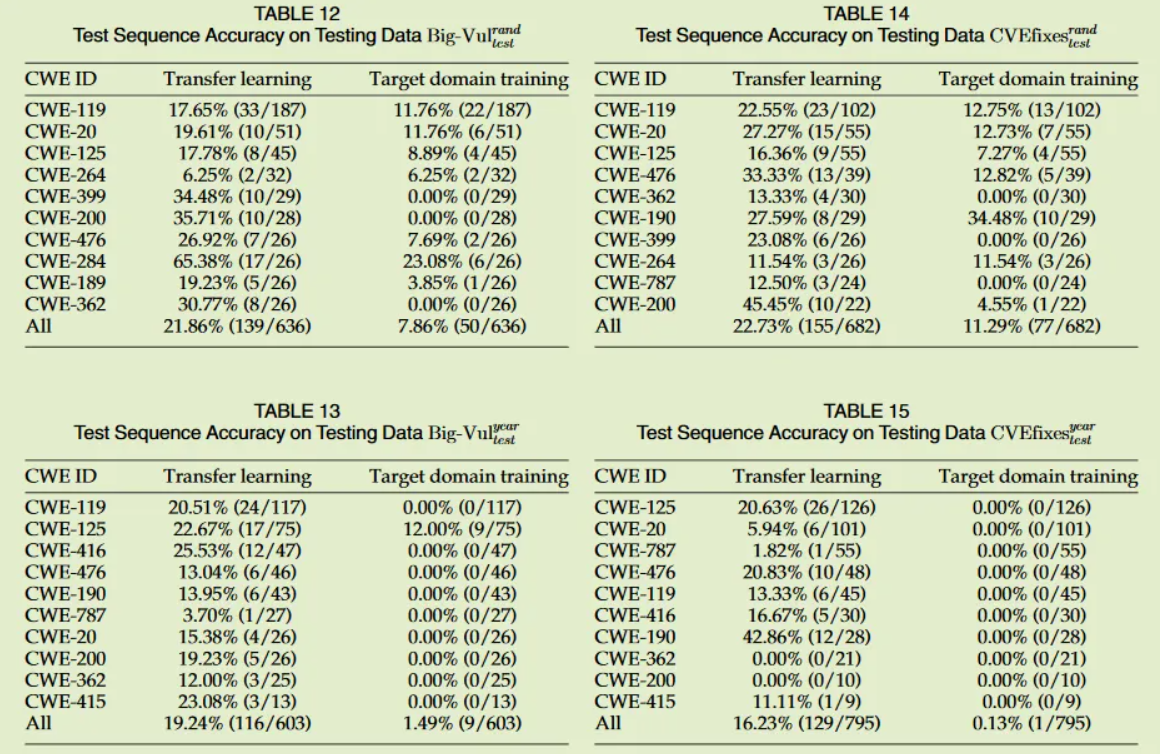 TABLE 12
Test Sequence Accuracy on Testing Data Big-Vul^{rand}_{test}
CWE ID Transfer learning Target domain training
CWE-119 17.65% (33/187) 11.76% (22/187)
CWE-20 19.61% (10/51) 11.76% (6/51)
CWE-125 17.78% (8/45) 8.89% (4/45)
CWE-264 6.25% (2/32) 6.25% (2/32)
CWE-399 34.48% (10/29) 0.00% (0/29)
CWE-200 35.71% (10/28) 0.00% (0/28)
CWE-476 26.92% (7/26) 7.69% (2/26)
CWE-284 65.38% (17/26) 23.08% (6/26)
CWE-189 19.23% (5/26) 3.85% (1/26)
CWE-362 30.77% (8/26) 0.00% (0/26)
All 21.86% (139/636) 7.86% (50/636)
TABLE 14
Test Sequence Accuracy on Testing Data CVEfixes^{rand}_{test}
CWE ID Transfer learning Target domain training
CWE-119 22.55% (23/102) 12.75% (13/102)
CWE-20 27.27% (15/55) 12.73% (7/55)
CWE-125 16.36% (9/55) 7.27% (4/55)
CWE-476 33.33% (13/39) 12.82% (5/39)
CWE-362 13.33% (4/30) 0.00% (0/30)
CWE-190 27.59% (8/29) 34.48% (10/29)
CWE-399 23.08% (6/26) 0.00% (0/26)
CWE-264 11.54% (3/26) 11.54% (3/26)
CWE-787 12.50% (3/24) 0.00% (0/24)
CWE-200 45.45% (10/22) 4.55% (1/22)
All 22.73% (155/682) 11.29% (77/682)
TABLE 13
Test Sequence Accuracy on Testing Data Big-Vul^{year}_{test}
CWE ID Transfer learning Target domain training
CWE-119 20.51% (24/117) 0.00% (0/117)
CWE-125 22.67% (17/75) 12.00% (9/75)
CWE-416 25.53% (12/47) 0.00% (0/47)
CWE-476 13.04% (6/46) 0.00% (0/46)
CWE-190 13.95% (6/43) 0.00% (0/43)
CWE-787 3.70% (1/27) 0.00% (0/27)
CWE-20 15.38% (4/26) 0.00% (0/26)
CWE-200 19.23% (5/26) 0.00% (0/26)
CWE-362 12.00% (3/25) 0.00% (0/25)
CWE-415 23.08% (3/13) 0.00% (0/13)
All 19.24% (116/603) 1.49% (9/603)
TABLE 15
Test Sequence Accuracy on Testing Data CVEfixes^{year}_{test}
CWE ID Transfer learning Target domain training
CWE-125 20.63% (26/126) 0.00% (0/126)
CWE-20 5.94% (6/101) 0.00% (0/101)
CWE-787 1.82% (1/55) 0.00% (0/55)
CWE-476 20.83% (10/48) 0.00% (0/48)
CWE-119 13.33% (6/45) 0.00% (0/45)
CWE-416 16.67% (5/30) 0.00% (0/30)
CWE-190 42.86% (12/28) 0.00% (0/28)
CWE-362 0.00% (0/21) 0.00% (0/21)
CWE-200 0.00% (0/10) 0.00% (0/10)
CWE-415 11.11% (1/9) 0.00% (0/9)
All 16.23% (129/795) 0.13% (1/795)